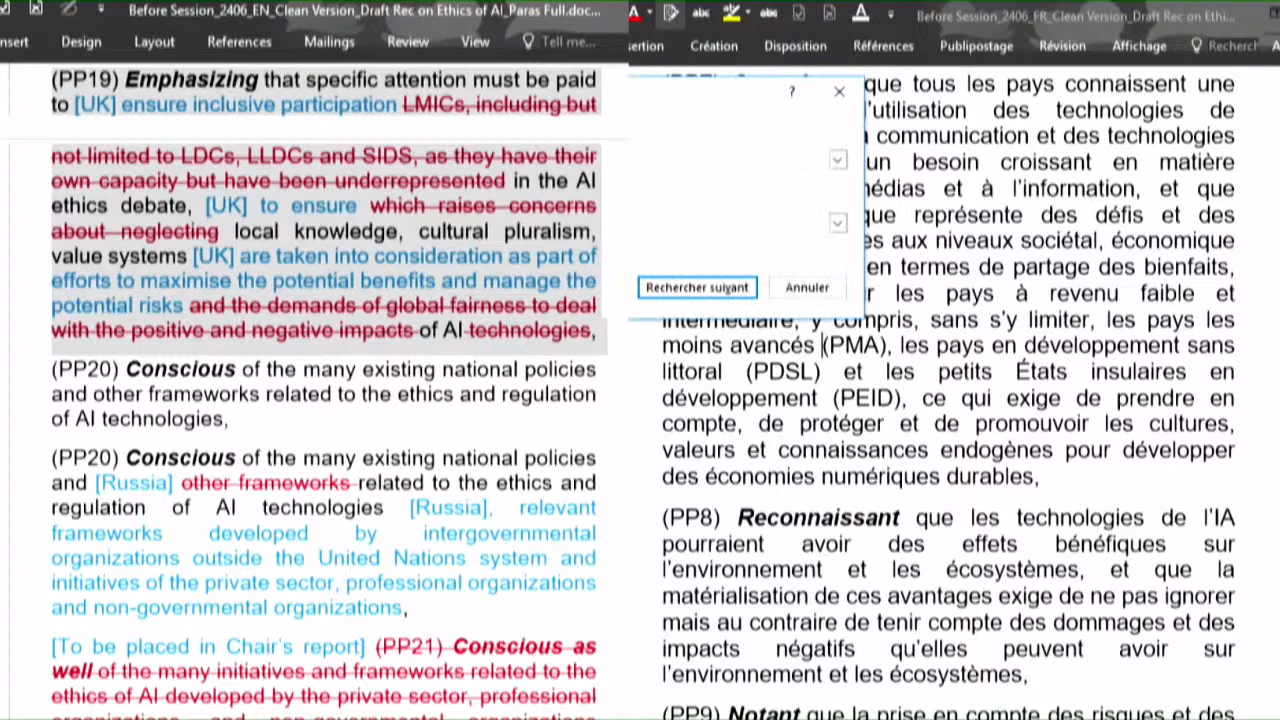 Before Session_2406_EN_Clean Version_Draft Rec on Ethics of AI_Paras Full.doc...
nsert Design Layout References Mailings Review View Tell me...
(PP19) Emphasizing that specific attention must be paid
to [UK] ensure inclusive participation LMICs, including but
not limited to LDCs, LLDCs and SIDS, as they have their
own capacity but have been underrepresented in the AI
ethics debate, [UK] to ensure which raises concerns
about neglecting local knowledge, cultural pluralism,
value systems [UK] are taken into consideration as part of
efforts to maximise the potential benefits and manage the
potential risks and the demands of global fairness to deal
with the positive and negative impacts of AI technologies,
(PP20) Conscious of the many existing national policies
and other frameworks related to the ethics and regulation
of AI technologies,
(PP20) Conscious of the many existing national policies
and [Russia] other frameworks related to the ethics and
regulation of AI technologies [Russia], relevant
frameworks developed by intergovernmental
organizations outside the United Nations system and
initiatives of the private sector, professional organizations
and non-governmental organizations,
[To be placed in Chair's report] (PP21) Conscious as
well of the many initiatives and frameworks related to the
ethics of AI developed by the private sector, professional
Before Session_2406_FR_Clean Version_Draft Rec on Ethi...
sertion Création Disposition Références Publipostage Révision Affichage Recherch
que tous les pays connaissent une
l'utilisation des technologies de
communication et des technologies
un besoin croissant en matière
médias et à l'information, et que
que représente des défis et des
es aux niveaux sociétal, économique
en termes de partage des bienfaits,
r les pays à revenu faible et
intermédiaire, y compris, sans s'y limiter, les pays les
moins avancés (PMA), les pays en développement sans
littoral (PDSL) et les petits États insulaires en
développement (PEID), ce qui exige de prendre en
compte, de protéger et de promouvoir les cultures,
valeurs et connaissances endogènes pour développer
des économies numériques durables,
(PP8) Reconnaissant que les technologies de l'IA
pourraient avoir des effets bénéfiques sur
l'environnement et les écosystèmes, et que la
matérialisation de ces avantages exige de ne pas ignorer
mais au contraire de tenir compte des dommages et des
impacts négatifs qu'elles peuvent avoir sur
l'environnement et les écosystèmes,
(PP9) Notant que la prise en compte des risques et des
?
Rechercher suivant Annuler